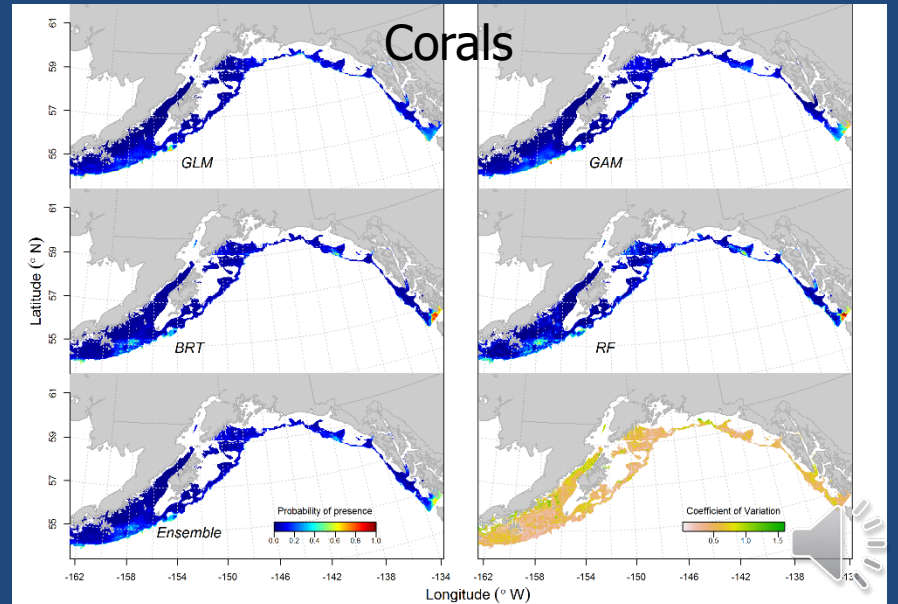 Corals
61
59
57
55
GLM
GAM
Latitude (° N)
61
59
57
55
BRT
RF
61
59
57
55
Ensemble
Probability of presence
0.0 0.2 0.4 0.6 0.8 1.0
Coefficient of Variation
0.5 1.0 1.5
-162 -158 -154 -150 -146 -142 -138 -134
-162 -158 -154 -150 -146 -142 -138
Longitude (° W)